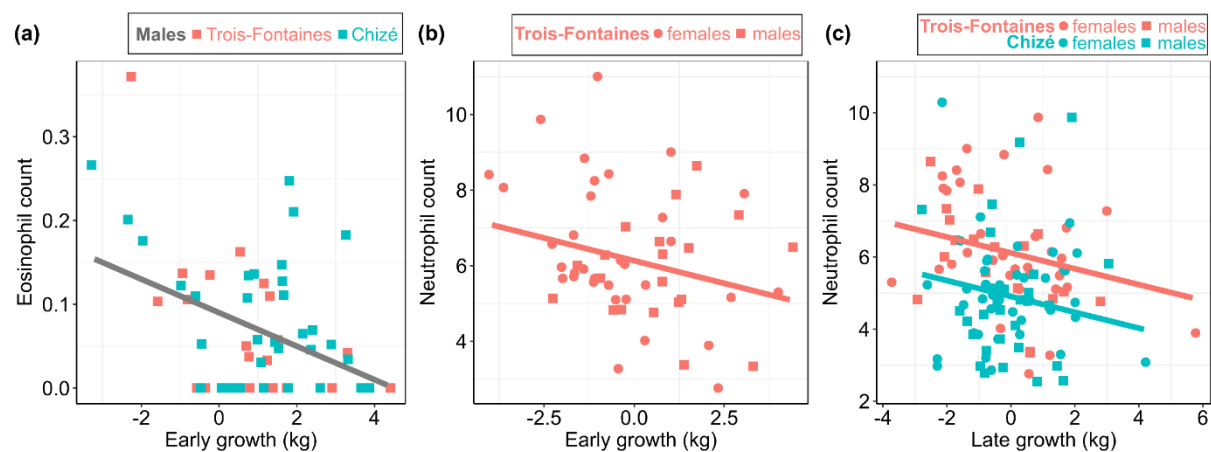 (a)
Males Trois-Fontaines Chizé
Eosinophil count
0.3
0.2
0.1
0.0
-2 0 2 4
Early growth (kg)
(b)
Trois-Fontaines females males
Neutrophil count
10
8
6
4
-2.5 0.0 2.5
Early growth (kg)
(c)
Trois-Fontaines females males
Chizé females males
Neutrophil count
10
8
6
4
2
-4 -2 0 2 4 6
Late growth (kg)